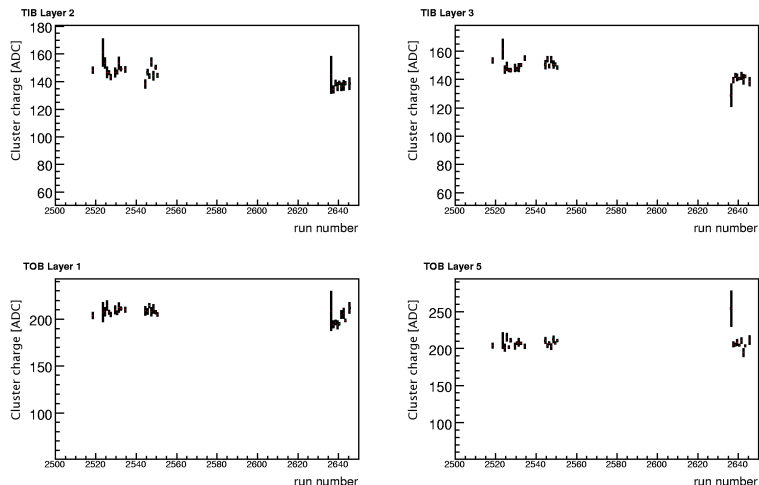 TIB Layer 2
Cluster charge [ADC]
180
160
140
120
100
80
60
2500 2520 2540 2560 2580 2600 2620 2640
run number
TIB Layer 3
Cluster charge [ADC]
160
140
120
100
80
60
2500 2520 2540 2560 2580 2600 2620 2640
run number
TOB Layer 1
Cluster charge [ADC]
200
150
100
2500 2520 2540 2560 2580 2600 2620 2640
run number
TOB Layer 5
Cluster charge [ADC]
250
200
150
100
2500 2520 2540 2560 2580 2600 2620 2640
run number